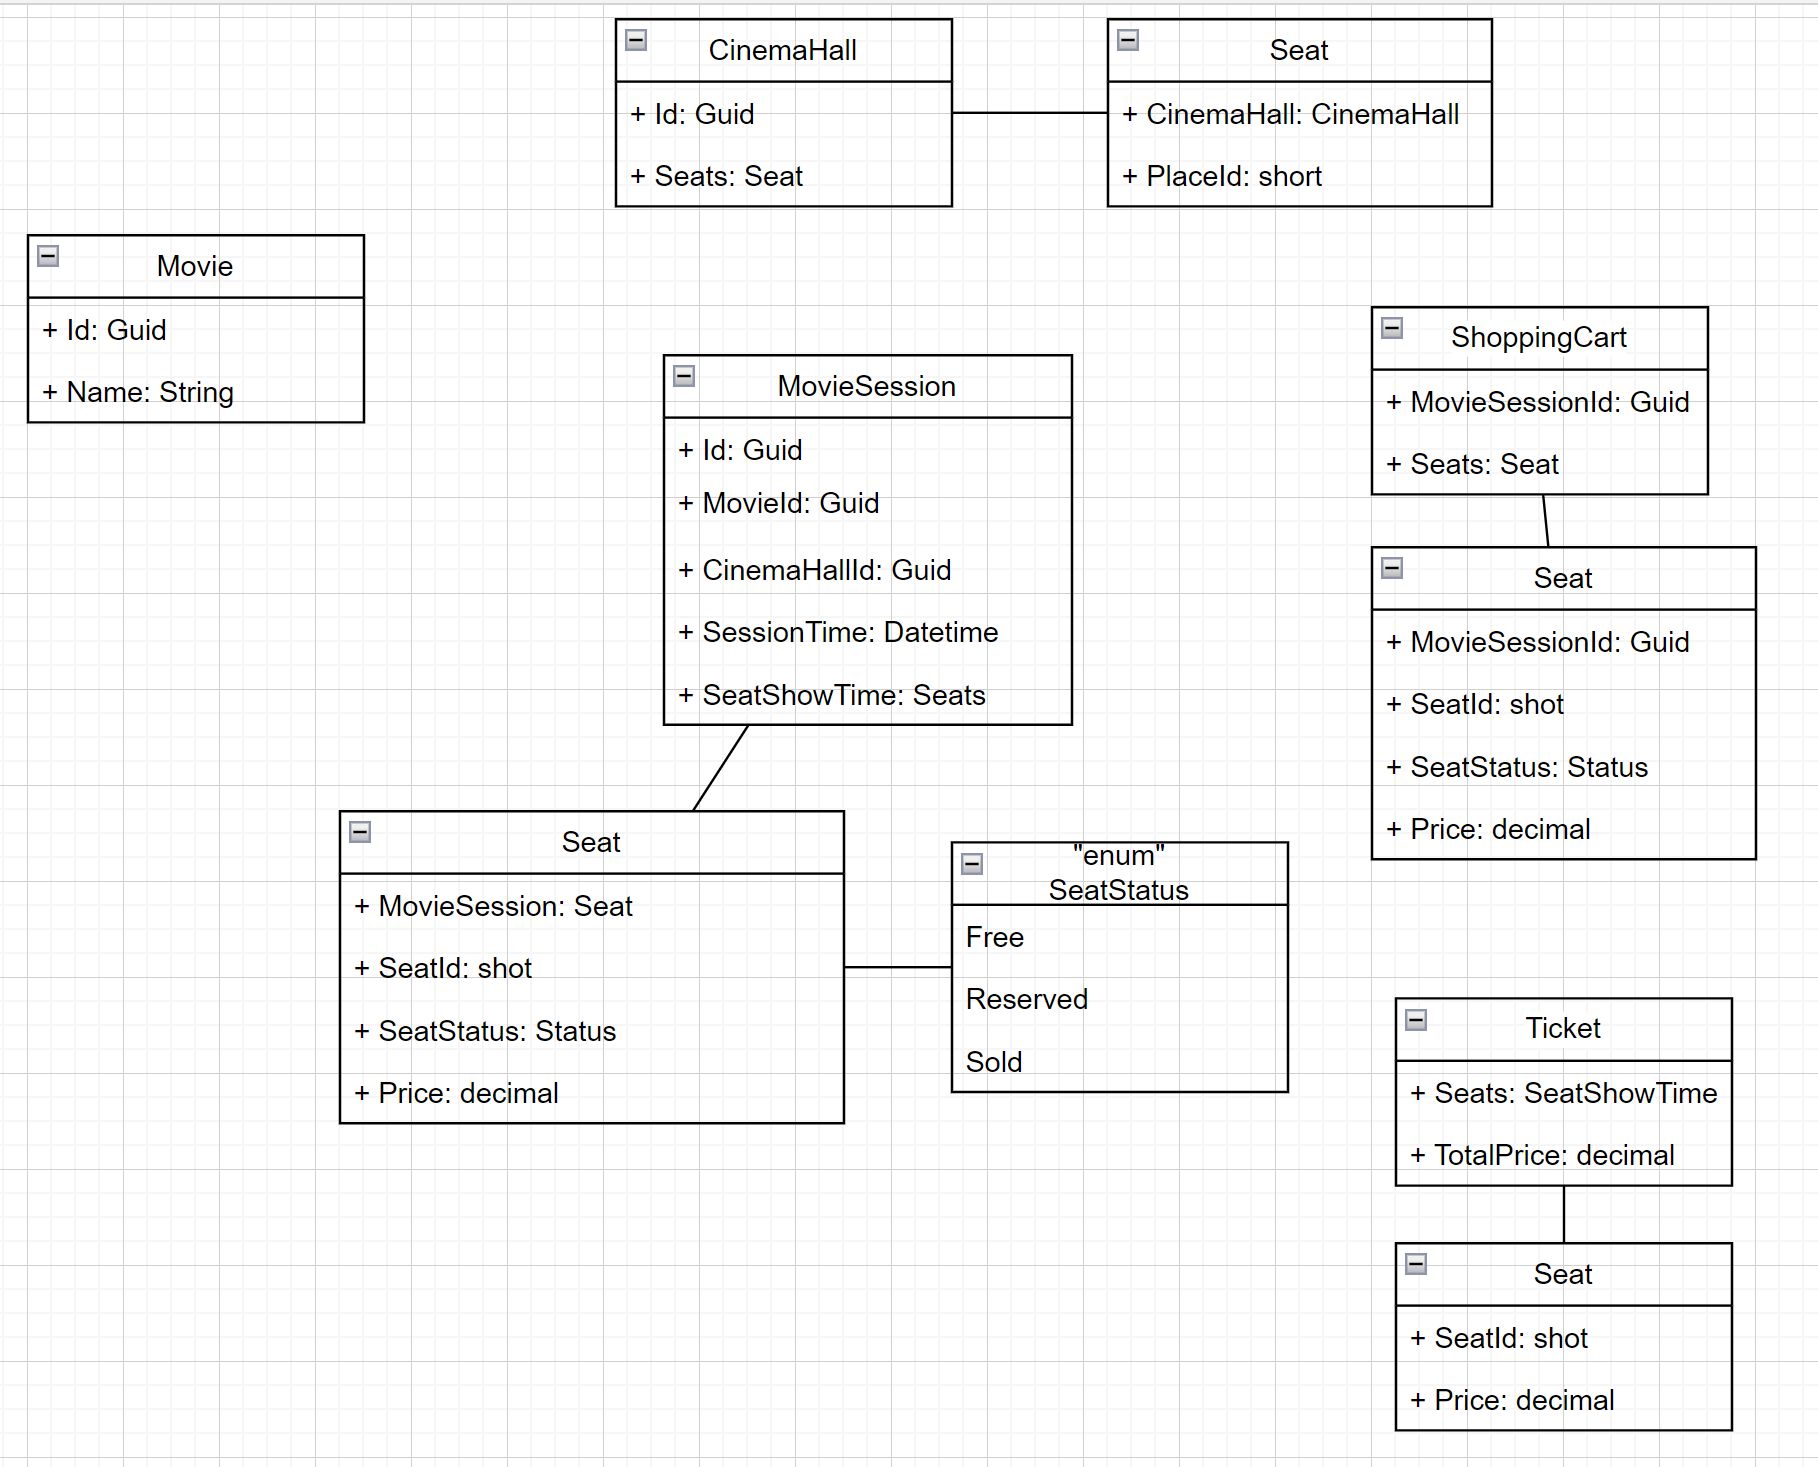 CinemaHall
+ Id: Guid
+ Seats: Seat
Seat
+ CinemaHall: CinemaHall
+ PlaceId: short
Movie
+ Id: Guid
+ Name: String
MovieSession
+ Id: Guid
+ MovieId: Guid
+ CinemaHallId: Guid
+ SessionTime: Datetime
+ SeatShowTime: Seats
ShoppingCart
+ MovieSessionId: Guid
+ Seats: Seat
Seat
+ MovieSessionId: Guid
+ SeatId: shot
+ SeatStatus: Status
+ Price: decimal
Seat
+ MovieSession: Seat
+ SeatId: shot
+ SeatStatus: Status
+ Price: decimal
"enum"
SeatStatus
Free
Reserved
Sold
Ticket
+ Seats: SeatShowTime
+ TotalPrice: decimal
Seat
+ SeatId: shot
+ Price: decimal